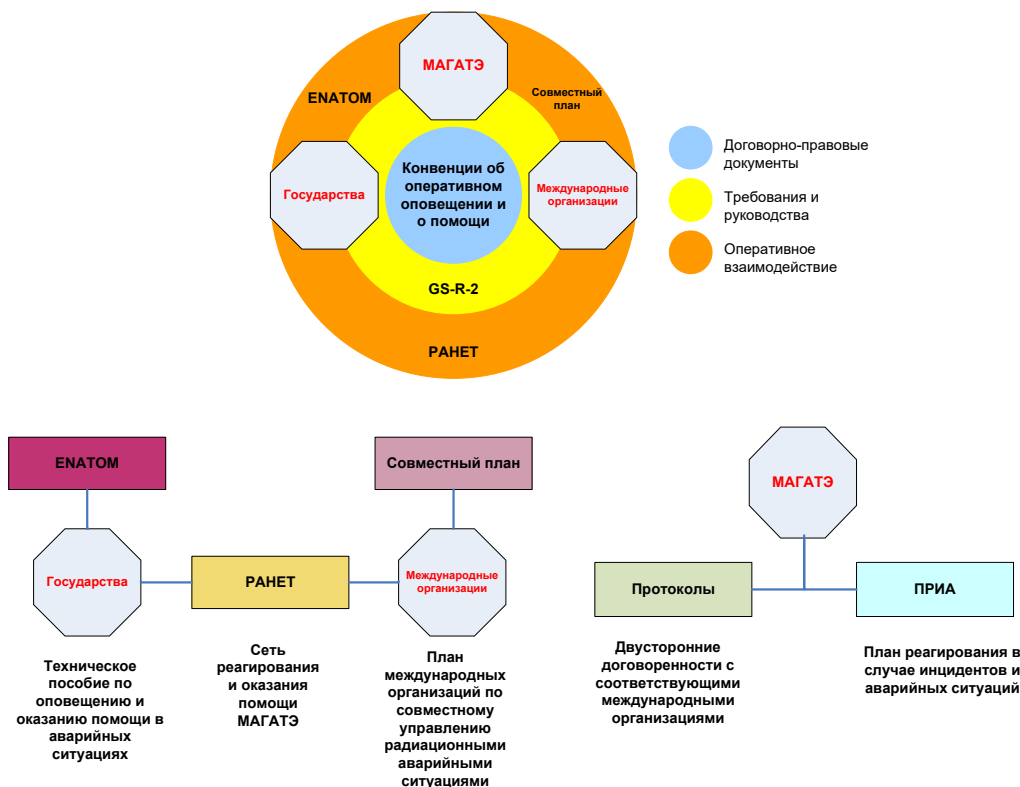 МАГАТЭ
ENATOM
Совместный
план
Государства
Конвенции об
оперативном
оповещении и
о помощи
Международные
организации
GS-R-2
РАНЕТ
Договорно-правовые
документы
Требования и
руководства
Оперативное
взаимодействие
ENATOM
Совместный план
МАГАТЭ
Государства
РАНЕТ
Международные
организации
Протоколы
ПРИА
Техническое
пособие по
оповещению и
оказанию помощи в
аварийных
ситуациях
Сеть
реагирования
и оказания
помощи
МАГАТЭ
План
международных
организаций по
совместному
управлению
радиационными
аварийными
ситуациями
Двусторонние
договоренности с
соответствующими
международными
организациями
План реагирования в
случае инцидентов и
аварийных ситуаций